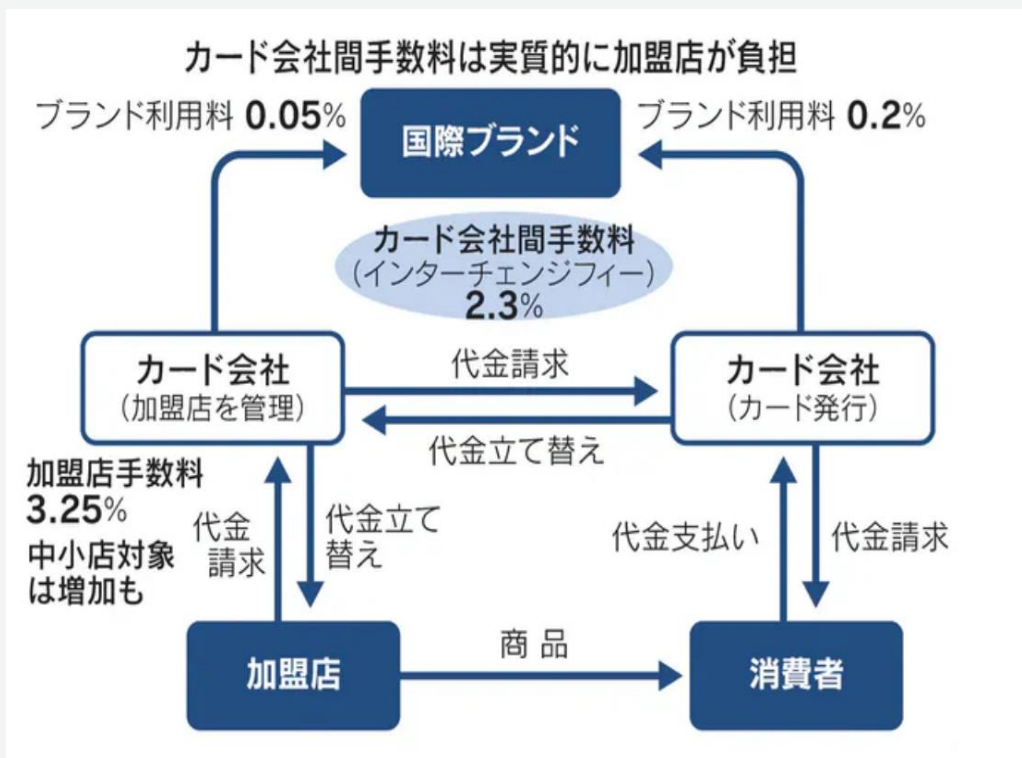 カード会社間手数料は実質的に加盟店が負担
ブランド利用料 0.05%
国際ブランド
ブランド利用料 0.2%
カード会社間手数料
（インターチェンジフィー）
2.3%
カード会社
（加盟店を管理）
代金請求
代金立て替え
カード会社
（カード発行）
加盟店手数料
3.25%
中小店対象
は増加も
代金
請求
代金立て
替え
代金支払い
代金請求
加盟店
商品
消費者